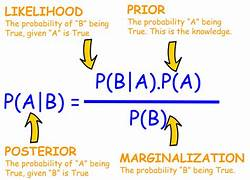 LIKELIHOOD
The probability of "B" being
True, given "A" is True
PRIOR
The probability "A" being
True. This is the knowledge.
P(A|B) = P(B|A).P(A)
P(B)
POSTERIOR
The probability of "A" being
True, given "B" is True
MARGINALIZATION
The probability "B" being True.